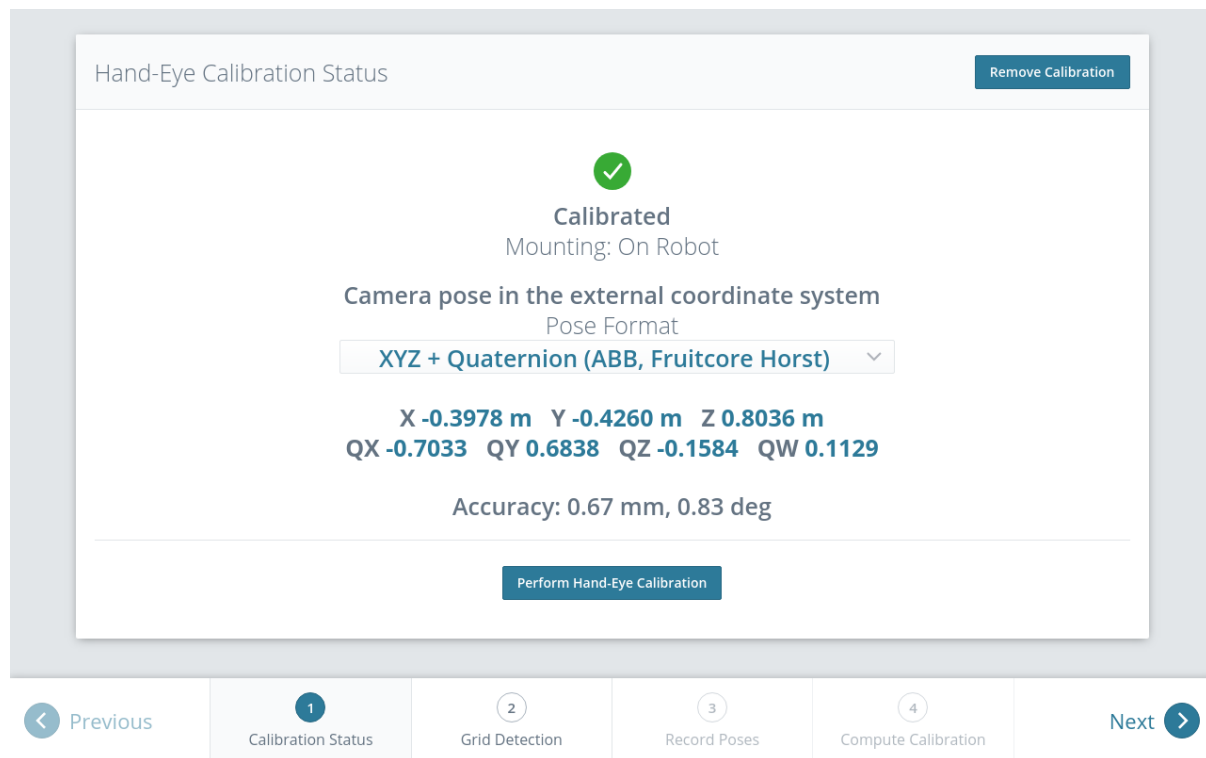 Hand-Eye Calibration Status
Remove Calibration
Calibrated
Mounting: On Robot
Camera pose in the external coordinate system
Pose Format
XYZ + Quaternion (ABB, Fruitcore Horst)
X -0.3978 m Y -0.4260 m Z 0.8036 m
QX -0.7033 QY 0.6838 QZ -0.1584 QW 0.1129
Accuracy: 0.67 mm, 0.83 deg
Perform Hand-Eye Calibration
Previous
1
Calibration Status
2
Grid Detection
3
Record Poses
4
Compute Calibration
Next